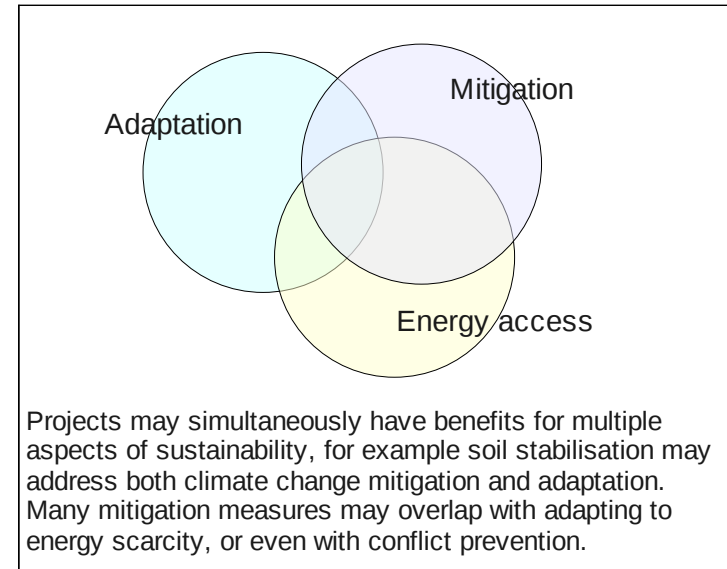 Mitigation
Adaptation
Energy access
Projects may simultaneously have benefits for multiple
aspects of sustainability, for example soil stabilisation may
address both climate change mitigation and adaptation.
Many mitigation measures may overlap with adapting to
energy scarcity, or even with conflict prevention.